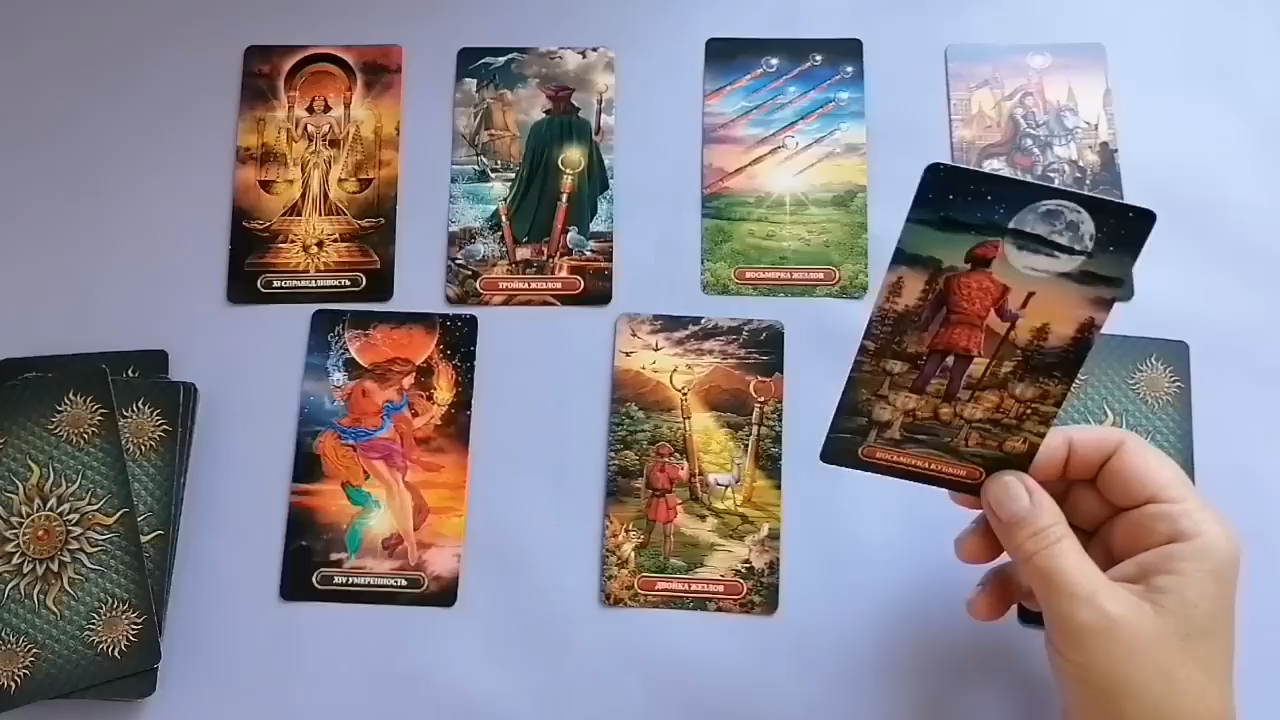 XI СПРАВЕДЛИВОСТЬ
ТРОЙКА ЖЕЗЛОВ
ВОСЬМЕРКА ЖЕЗЛОВ
XIV УМЕРЕННОСТЬ
ДВОЙКА ЖЕЗЛОВ
ВОСЬМЕРКА КУБКОВ